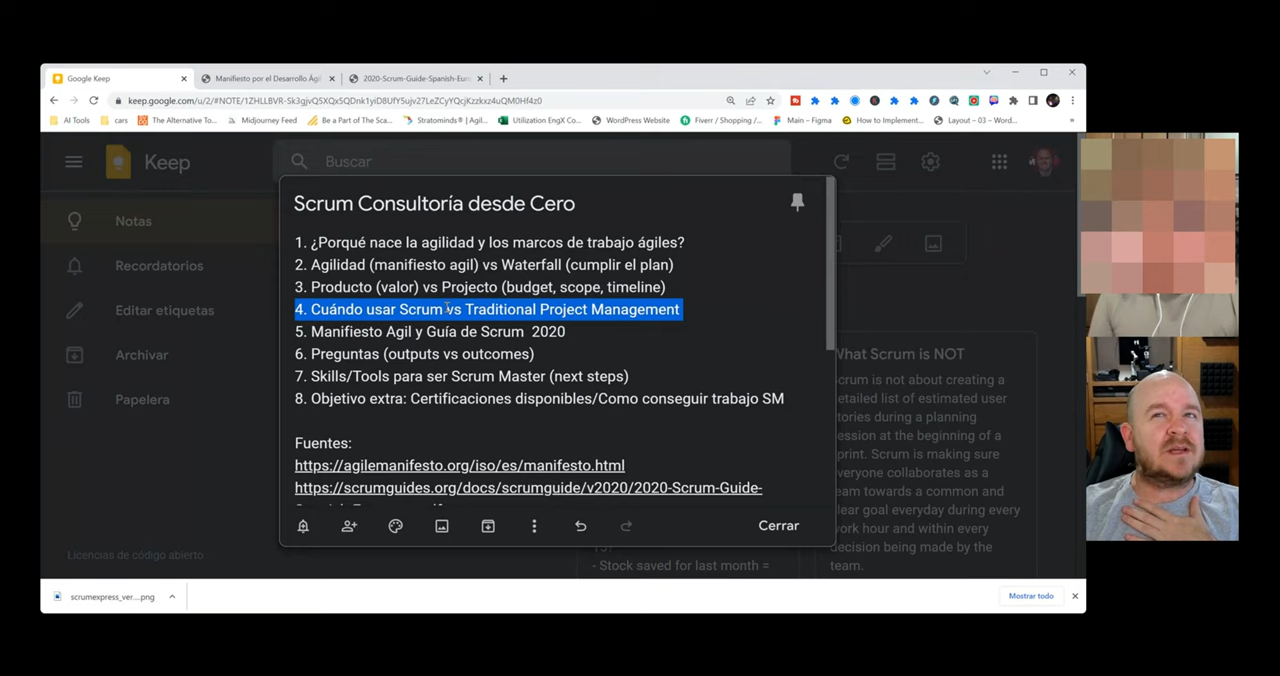 Google Keep
Manifiesto por el Desarrollo Ági
2020-Scrum-Guide-Spanish-Eur
keep.google.com/u/2/#NOTE/
AI Tools
cars
The Alternative To...
Midjourney Feed
Be a Part of The Sca...
Stratominds® | Agil...
Utilization EngX Co...
WordPress Website
Fiverr / Shopping /...
Main – Figma
How to Implement...
Layout – 03 – Word...
»
Keep
Buscar
Notas
Recordatorios
Editar etiquetas
Archivar
Papelera
Licencias de código abierto
Scrum Consultoría desde Cero
1. ¿Porqué nace la agilidad y los marcos de trabajo ágiles?
2. Agilidad (manifiesto agil) vs Waterfall (cumplir el plan)
3. Producto (valor) vs Projecto (budget, scope, timeline)
4. Cuándo usar Scrum vs Traditional Project Management
5. Manifiesto Agil y Guía de Scrum 2020
6. Preguntas (outputs vs outcomes)
7. Skills/Tools para ser Scrum Master (next steps)
8. Objetivo extra: Certificaciones disponibles/Como conseguir trabajo SM
Fuentes:
https://agilemanifesto.org/iso/es/manifesto.html
https://scrumguides.org/docs/scrumguide/v2020/2020-Scrum-Guide-
Cerrar
What Scrum is NOT
Scrum is not about creating a
detailed list of estimated user
stories during a planning
session at the beginning of a
sprint. Scrum is making sure
everyone collaborates as a
team towards a common and
clear goal everyday during every
work hour and within every
decision being made by the
team.
- Stock saved for last month =
scrumexpress_ver....png
Mostrar todo